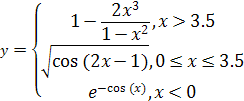 y = { 1 − 2x³/(1 − x²), x > 3.5
√cos (2x − 1), 0 ≤ x ≤ 3.5
e^(−cos (x)), x < 0